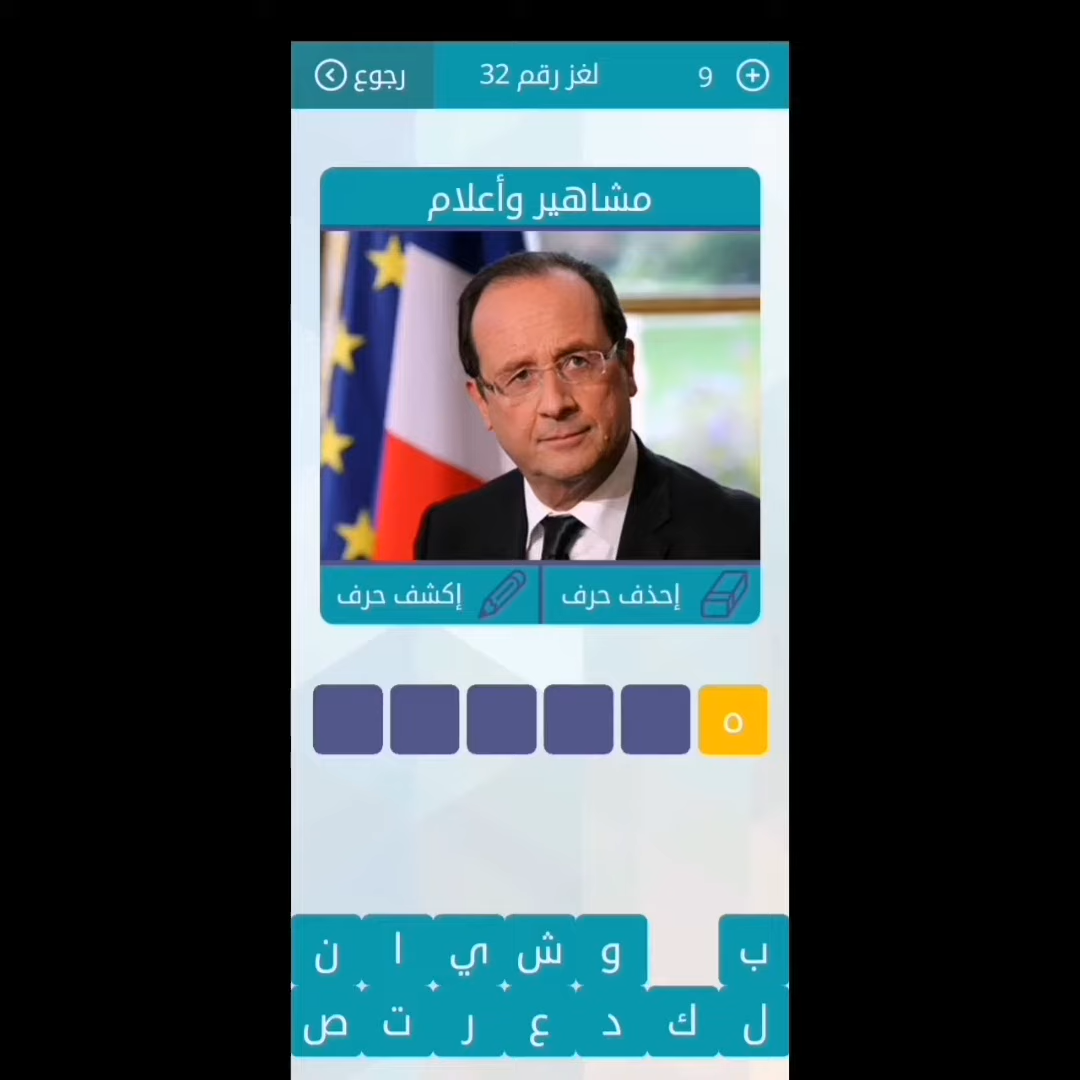 رجوع لغز رقم 32 9
مشاهير وأعلام
إحذف حرف إكشف حرف
ه
ب و ش ي ا ن
ل ك د ع ر ت ص